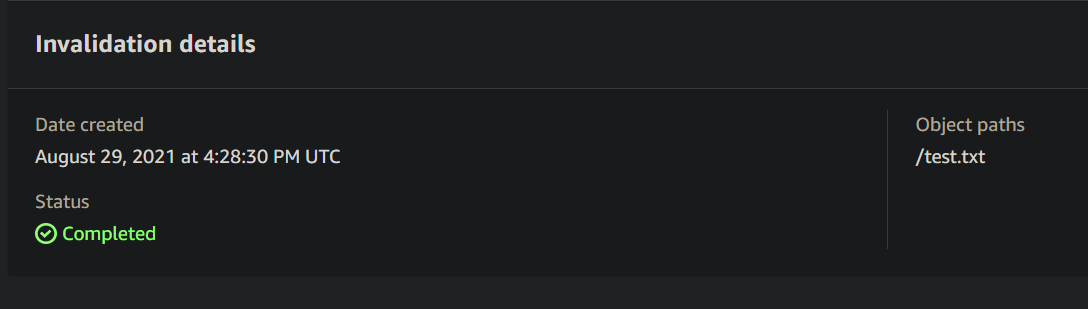 Invalidation details
Date created
August 29, 2021 at 4:28:30 PM UTC
Status
Completed
Object paths
/test.txt